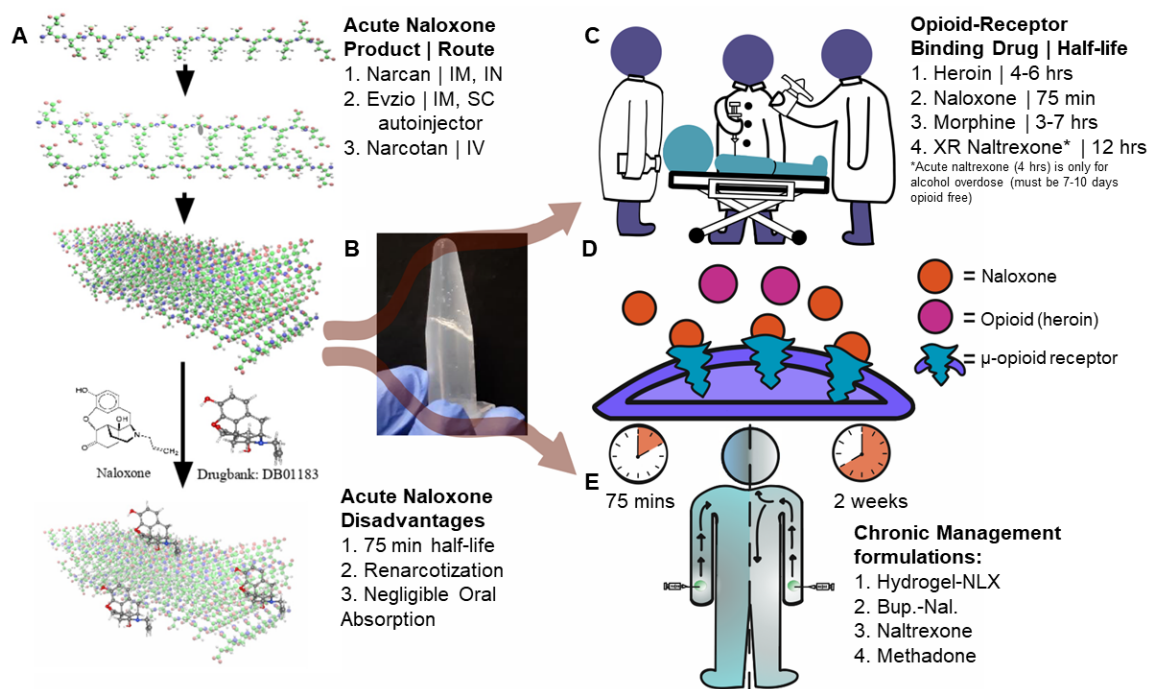 A
Acute Naloxone
Product | Route
1. Narcan | IM, IN
2. Evzio | IM, SC
autoinjector
3. Narcotan | IV
B
HO
O
O
OH
N
CH2
Naloxone
Drugbank: DB01183
Acute Naloxone
Disadvantages
1. 75 min half-life
2. Renarcotization
3. Negligible Oral
Absorption
C
Opioid-Receptor
Binding Drug | Half-life
1. Heroin | 4-6 hrs
2. Naloxone | 75 min
3. Morphine | 3-7 hrs
4. XR Naltrexone* | 12 hrs
*Acute naltrexone (4 hrs) is only for
alcohol overdose (must be 7-10 days
opioid free)
D
= Naloxone
= Opioid (heroin)
= μ-opioid receptor
E
75 mins
2 weeks
Chronic Management
formulations:
1. Hydrogel-NLX
2. Bup.-Nal.
3. Naltrexone
4. Methadone